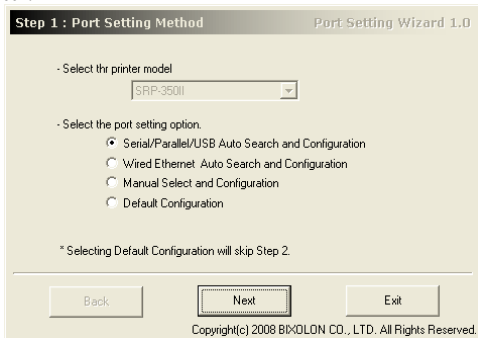 Step 1 : Port Setting Method
Port Setting Wizard 1.0
- Select thr printer model
SRP-350II
- Select the port setting option.
Serial/Parallel/USB Auto Search and Configuration
Wired Ethernet Auto Search and Configuration
Manual Select and Configuration
Default Configuration
* Selecting Default Configuration will skip Step 2.
Back
Next
Exit
Copyright(c) 2008 BIXOLON CO., LTD. All Rights Reserved.